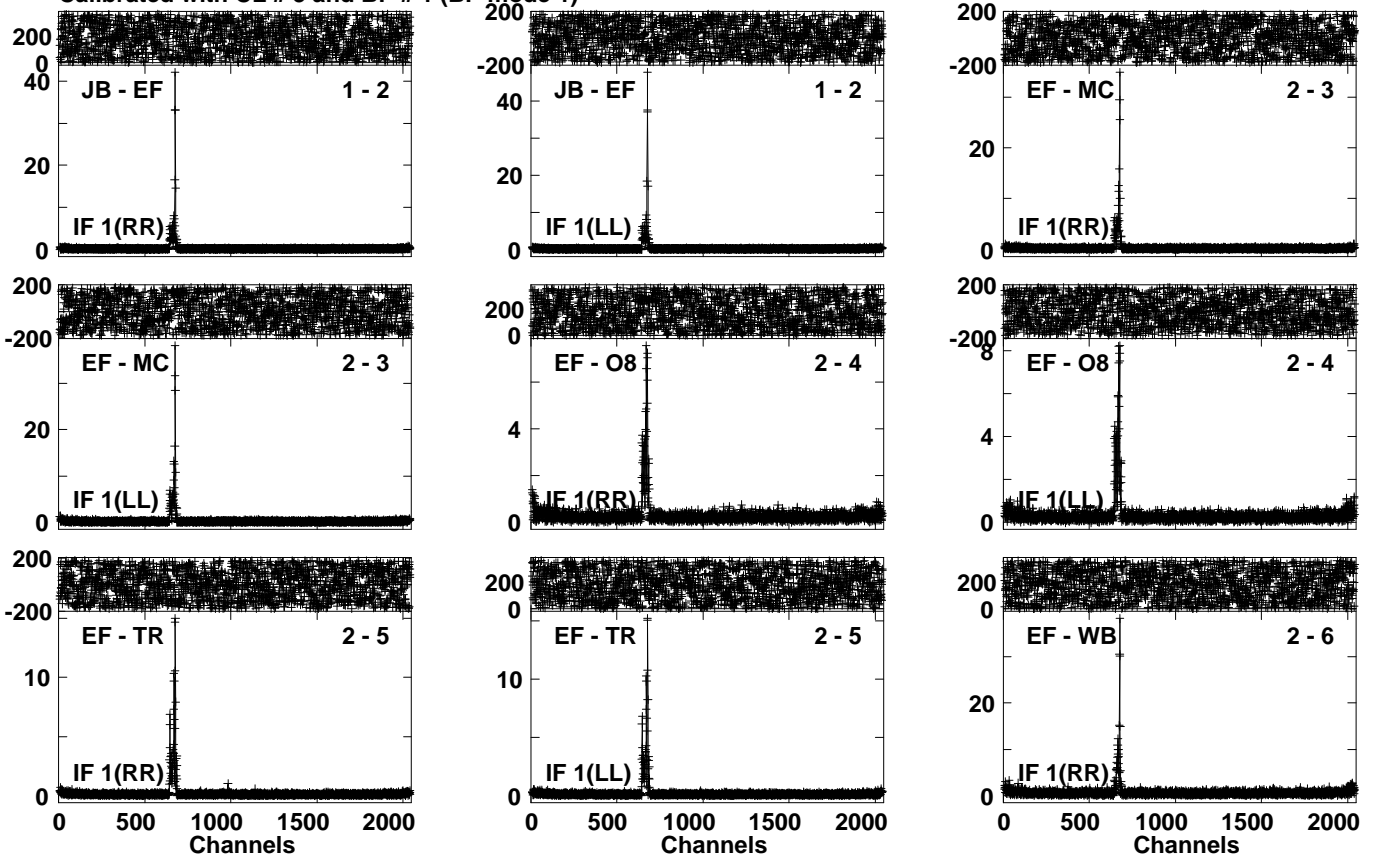 200 200 200
200
0 -200 -200
40 JB - EF 1 - 2 40 JB - EF 1 - 2 EF - MC 2 - 3
20 20 20
IF 1(RR) IF 1(LL) IF 1(RR)
0 0 0
200 200
200
-200 0 -200
EF - MC 2 - 3 EF - O8 2 - 4 8 EF - O8 2 - 4
20 4 4
IF 1(LL) IF 1(RR) IF 1(LL)
0 0 0
200 200 200
-200 0 0
EF - TR 2 - 5 EF - TR 2 - 5 EF - WB 2 - 6
10 10 20
IF 1(RR) IF 1(LL) IF 1(RR)
0 0 0
0 500 1000 1500 2000 0 500 1000 1500 2000 0 500 1000 1500 2000
Channels Channels Channels